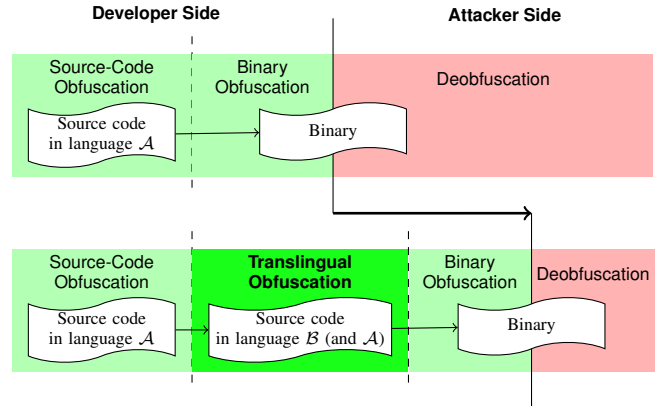 Developer Side
Attacker Side
Source-Code
Obfuscation
Binary
Obfuscation
Deobfuscation
Source code
in language 𝒜
Binary
Source-Code
Obfuscation
Translingual
Obfuscation
Binary
Obfuscation
Deobfuscation
Source code
in language 𝒜
Source code
in language ℬ (and 𝒜)
Binary